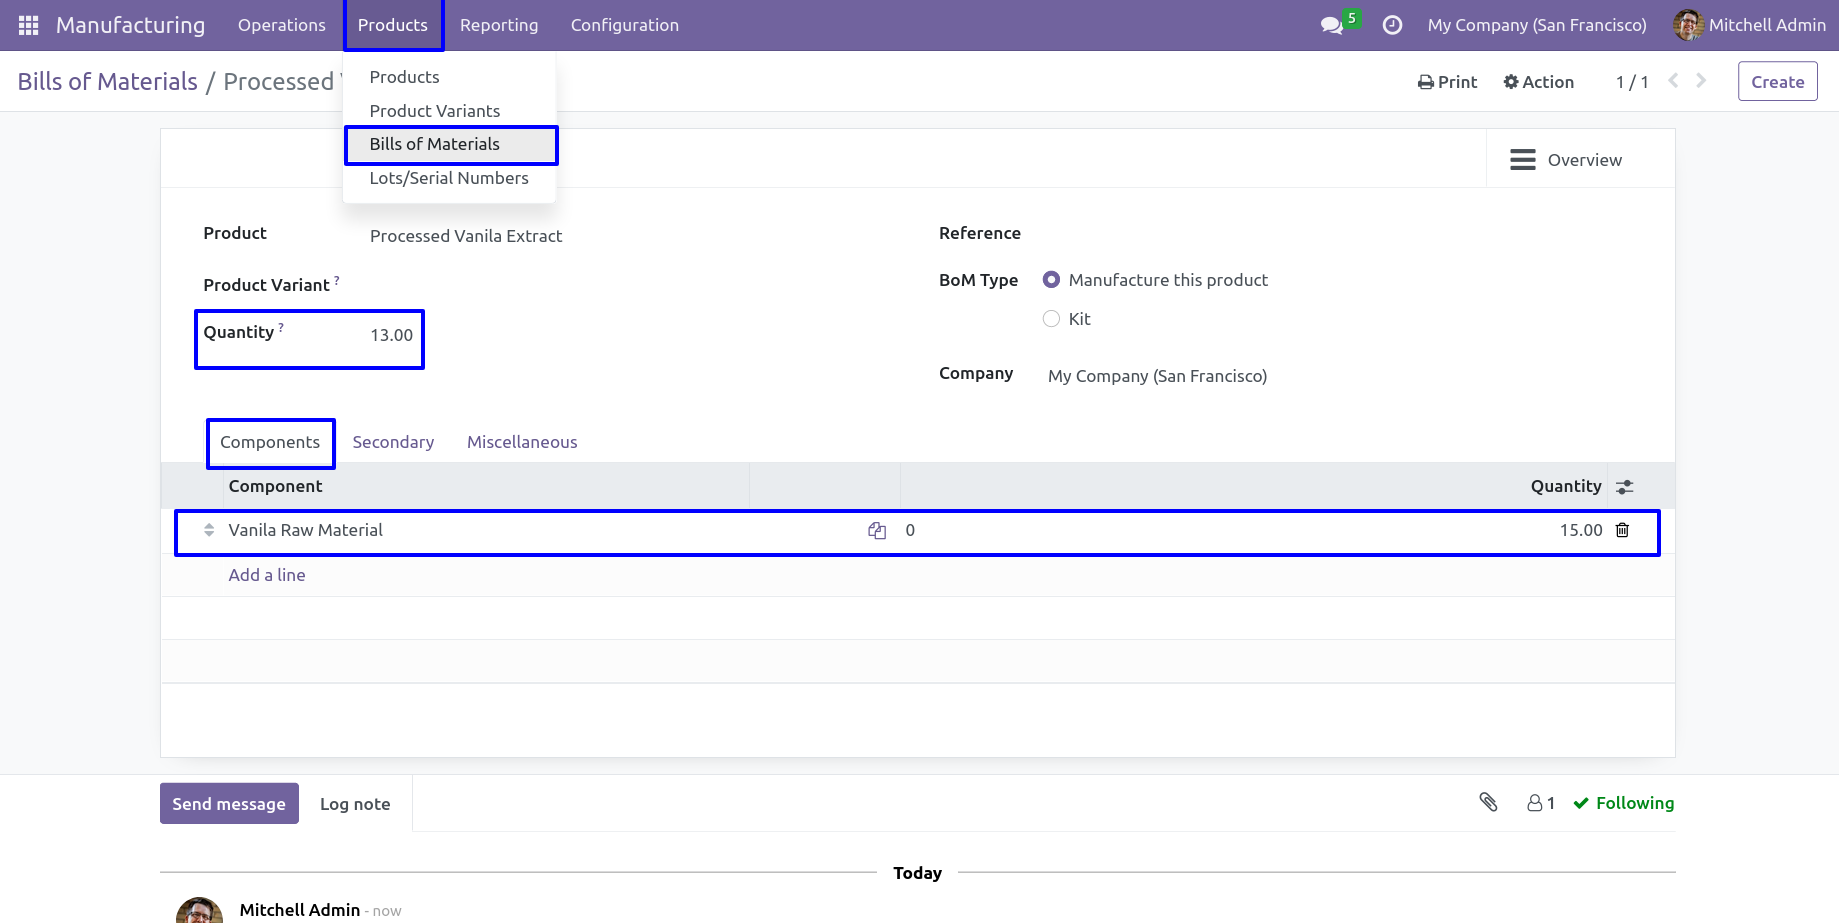 Manufacturing Operations Products Reporting Configuration 5 My Company (San Francisco) Mitchell Admin
Bills of Materials / Processed Print Action 1 / 1 Create
Products
Product Variants
Bills of Materials
Lots/Serial Numbers
Overview
Product Processed Vanila Extract
Product Variant ?
Quantity ? 13.00
Reference
BoM Type Manufacture this product
Kit
Company My Company (San Francisco)
Components Secondary Miscellaneous
Component Quantity
Vanila Raw Material 0 15.00
Add a line
Send message Log note 1 Following
Today
Mitchell Admin - now